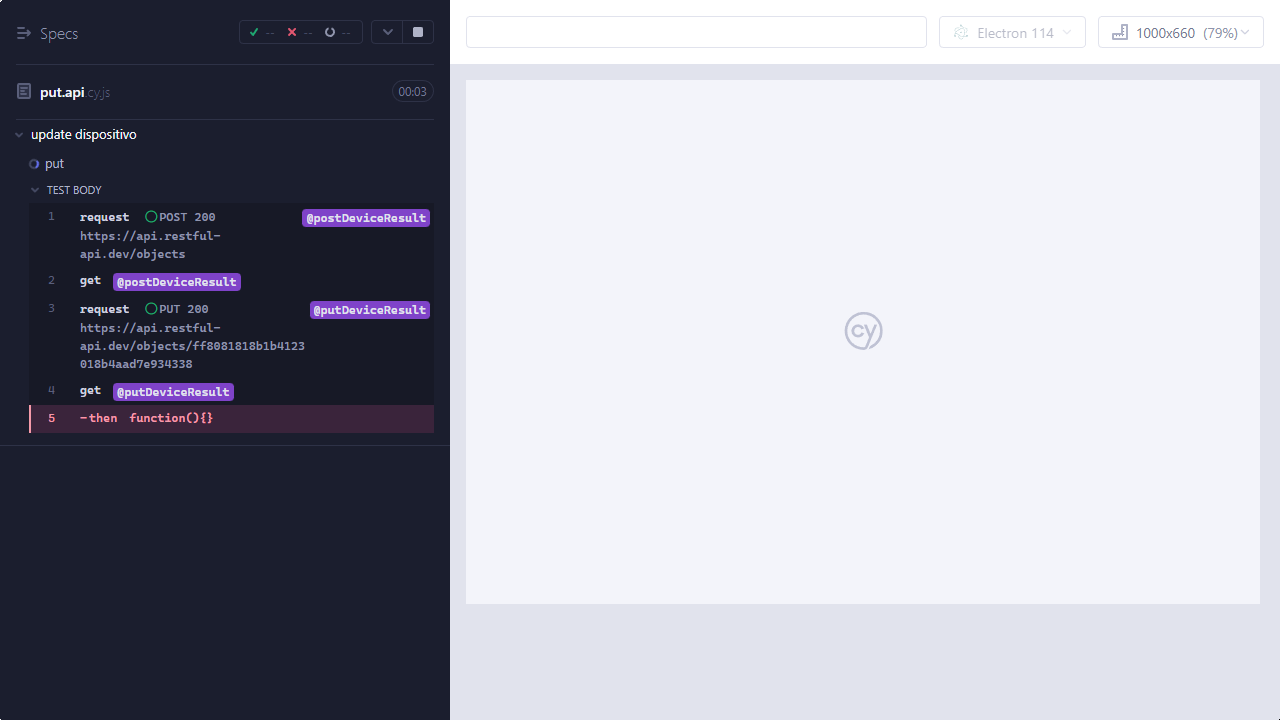 Specs
-- -- --
put.api.cy.js 00:03
update dispositivo
put
TEST BODY
1 request POST 200 @postDeviceResult
https://api.restful-
api.dev/objects
2 get @postDeviceResult
3 request PUT 200 @putDeviceResult
https://api.restful-
api.dev/objects/ff8081818b1b4123
018b4aad7e934338
4 get @putDeviceResult
5 -then function(){}
Electron 114
1000x660 (79%)
cy